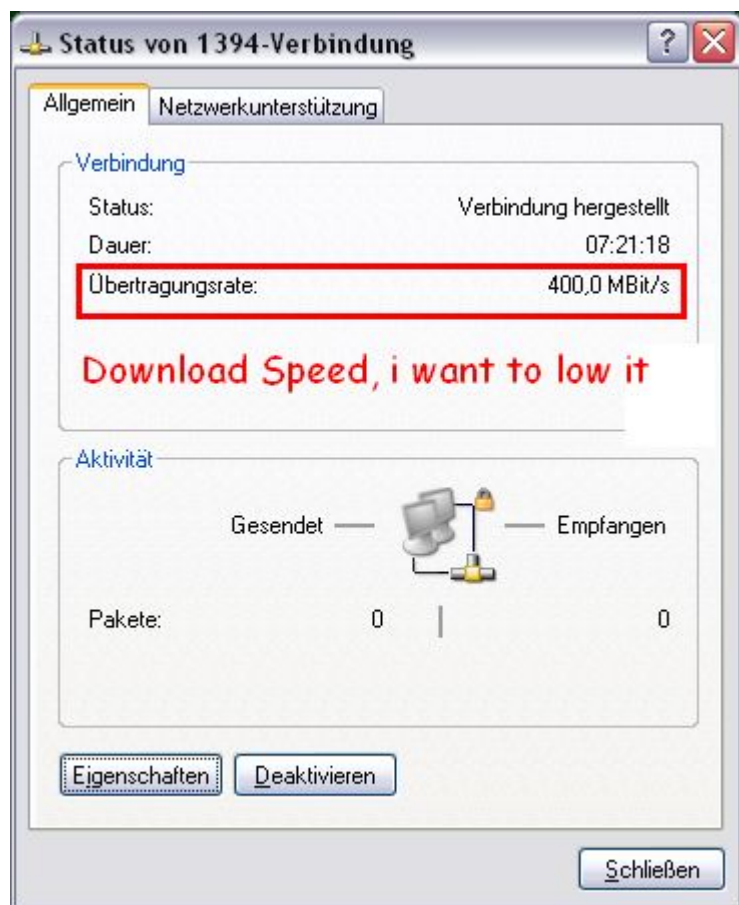 Status von 1394-Verbindung
Allgemein Netzwerkunterstützung
Verbindung
Status: Verbindung hergestellt
Dauer: 07:21:18
Übertragungsrate: 400,0 MBit/s
Download Speed, i want to low it
Aktivität
Gesendet Empfangen
Pakete: 0 0
Eigenschaften Deaktivieren
Schließen